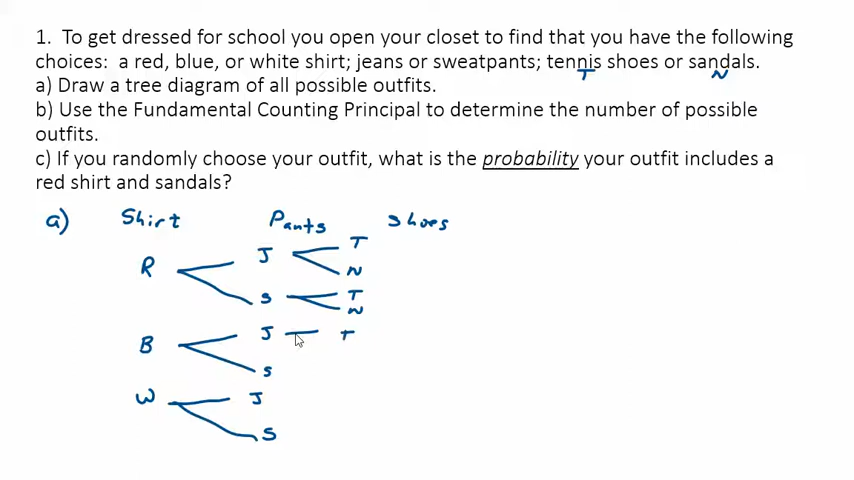 1. To get dressed for school you open your closet to find that you have the following
choices: a red, blue, or white shirt; jeans or sweatpants; tennis shoes or sandals.
T N
a) Draw a tree diagram of all possible outfits.
b) Use the Fundamental Counting Principal to determine the number of possible
outfits.
c) If you randomly choose your outfit, what is the probability your outfit includes a
red shirt and sandals?
a) Shirt Pants Shoes
T
R J
N
S T
N
B J T
S
W J
S